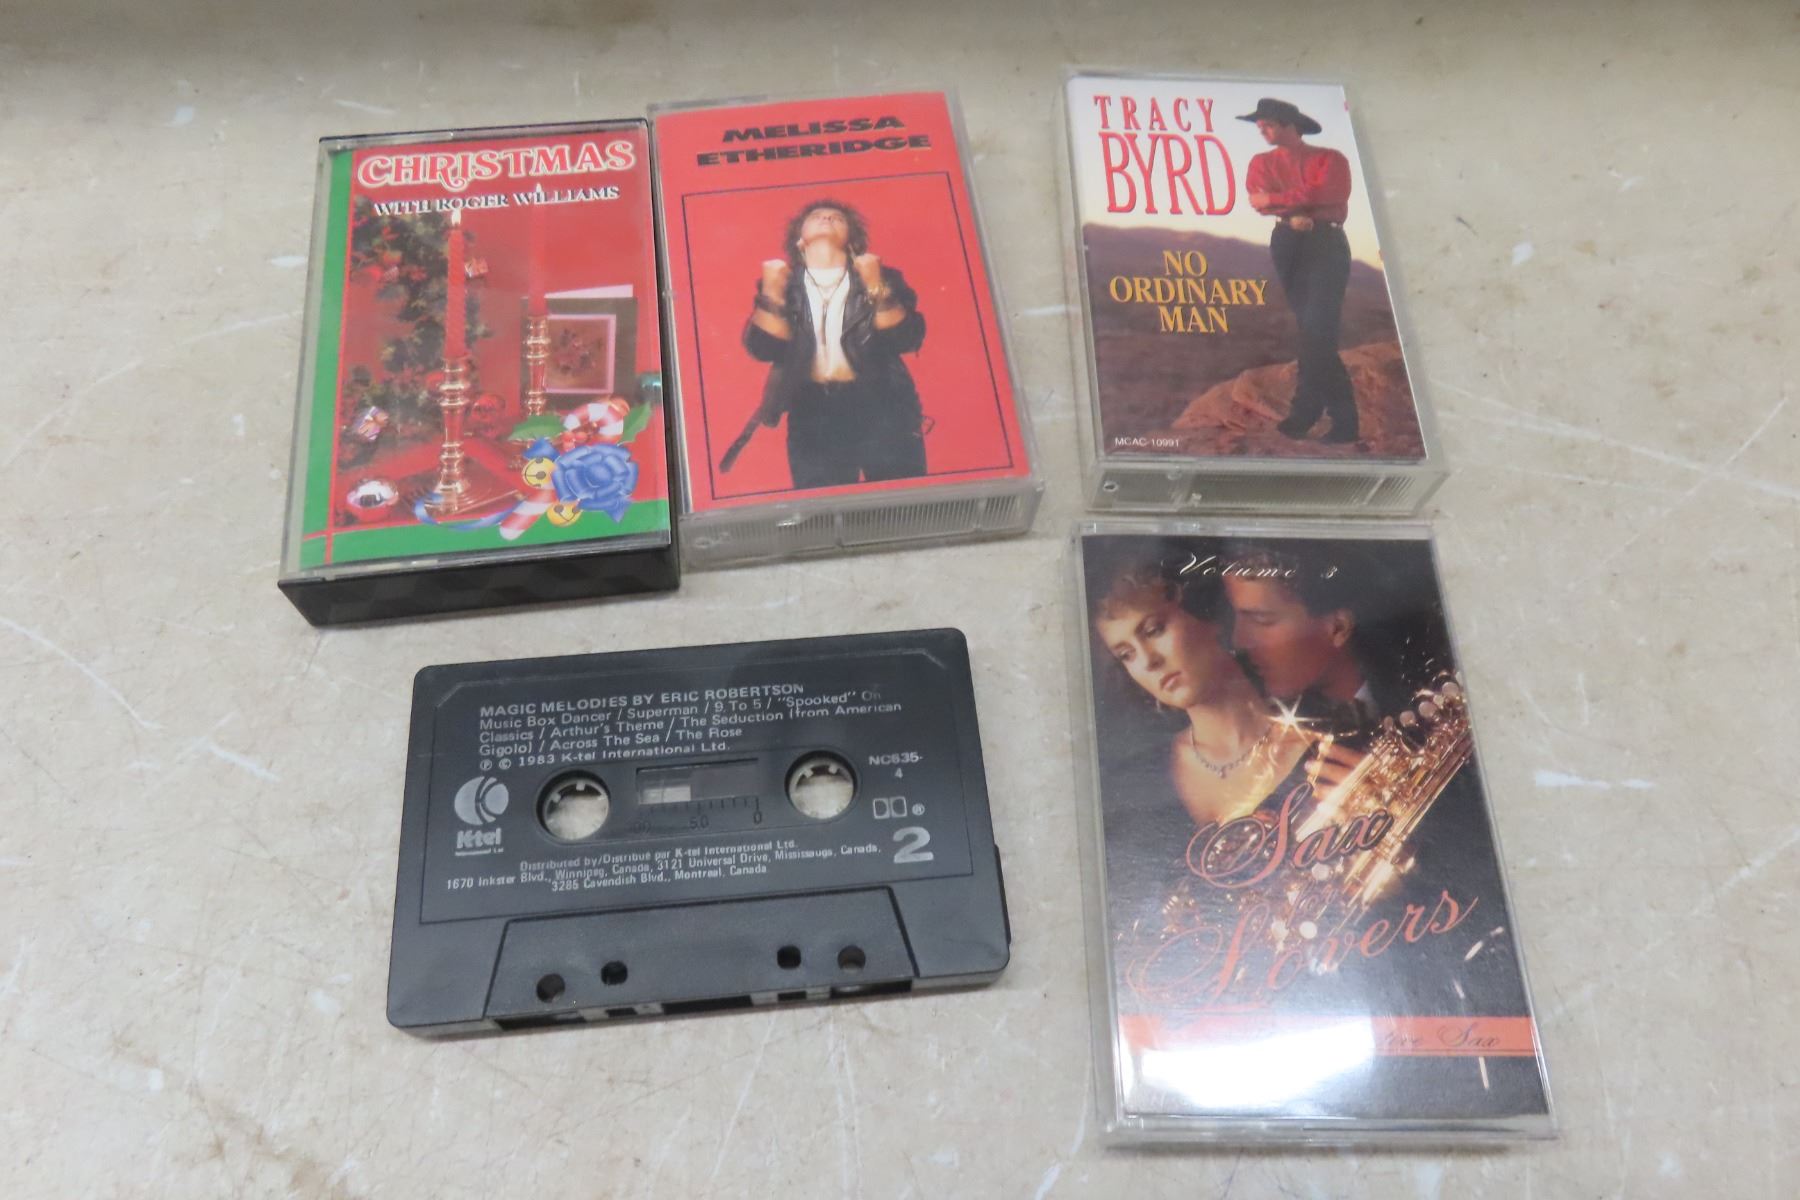 CHRISTMAS
WITH ROGER WILLIAMS
MELISSA
ETHERIDGE
TRACY
BYRD
NO
ORDINARY
MAN
MCAC-10991
MAGIC MELODIES BY ERIC ROBERTSON
Music Box Dancer / Superman / 9 To 5 / "Spooked" On
Classics / Arthur's Theme / The Seduction (from American
Gigolo) / Across The Sea / The Rose
℗ © 1983 K-tel International Ltd.
NC635-
4
K-tel
50
0
®
2
Distributed by/Distribué par K-tel International Ltd.
1670 Inkster Blvd., Winnipeg, Canada, 3121 Universal Drive, Mississauga, Canada,
3285 Cavendish Blvd., Montreal, Canada
Volume 3
Sax
for
Lovers
Sax